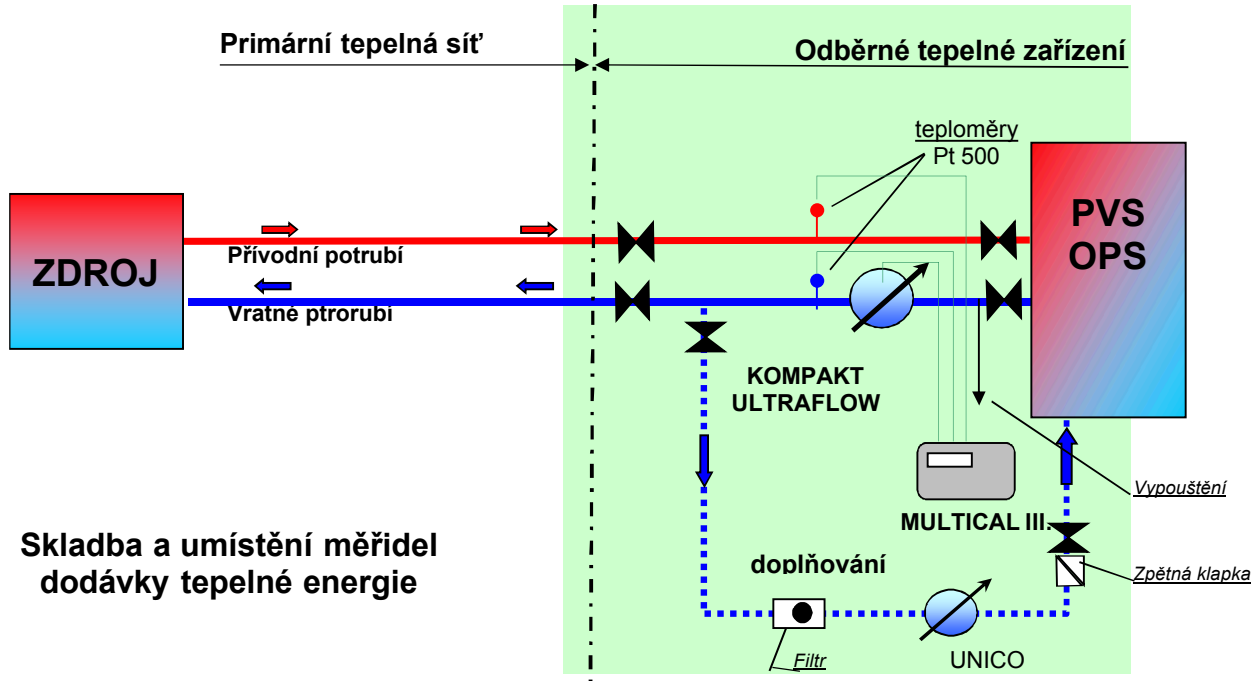 Primární tepelná síť
Odběrné tepelné zařízení
teploměry
Pt 500
ZDROJ
PVS
OPS
Přívodní potrubí
Vratné ptrorubí
KOMPAKT
ULTRAFLOW
Vypouštění
MULTICAL III.
Skladba a umístění měřidel
dodávky tepelné energie
doplňování
Zpětná klapka
Filtr
UNICO